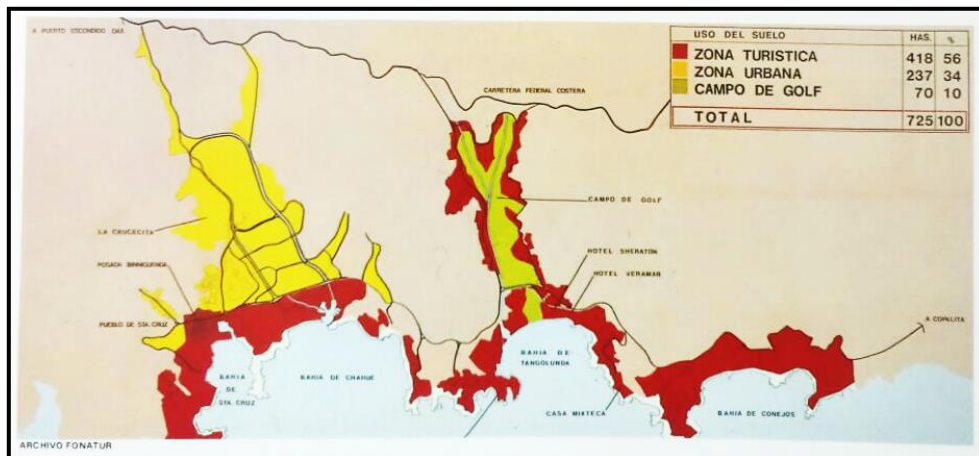 A PUERTO ESCONDIDO OAX.
USO DEL SUELO HAS. %
ZONA TURISTICA 418 56
ZONA URBANA 237 34
CAMPO DE GOLF 70 10
TOTAL 725 100
CARRETERA FEDERAL COSTERA
CAMPO DE GOLF
LA CRUCECITA
HOTEL SHERATON
POSADA BINNIGUENDA
HOTEL VERAMAR
PUEBLO DE STA. CRUZ
A COPALITA
BAHIA DE
TANGOLUNDA
BAHIA
DE
STA. CRUZ
BAHIA DE CHAHUE
CASA MIXTECA
BAHIA DE CONEJOS
ARCHIVO FONATUR